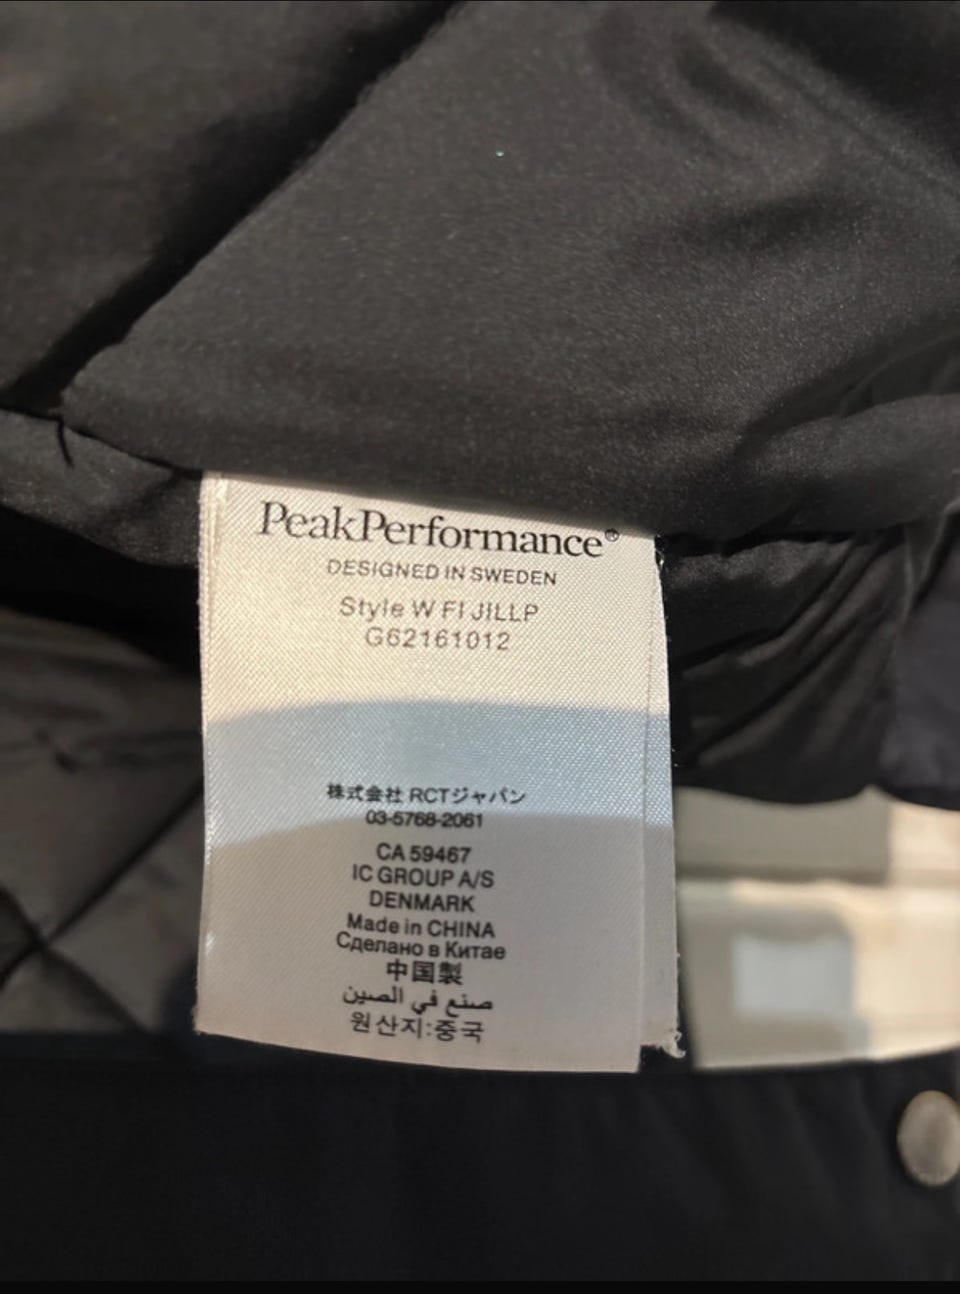 PeakPerformance®
DESIGNED IN SWEDEN
Style W FI JILLP
G62161012
株式会社 RCTジャパン
03-5768-2061
CA 59467
IC GROUP A/S
DENMARK
Made in CHINA
Сделано в Китае
中国製
صنع في الصين
원산지:중국